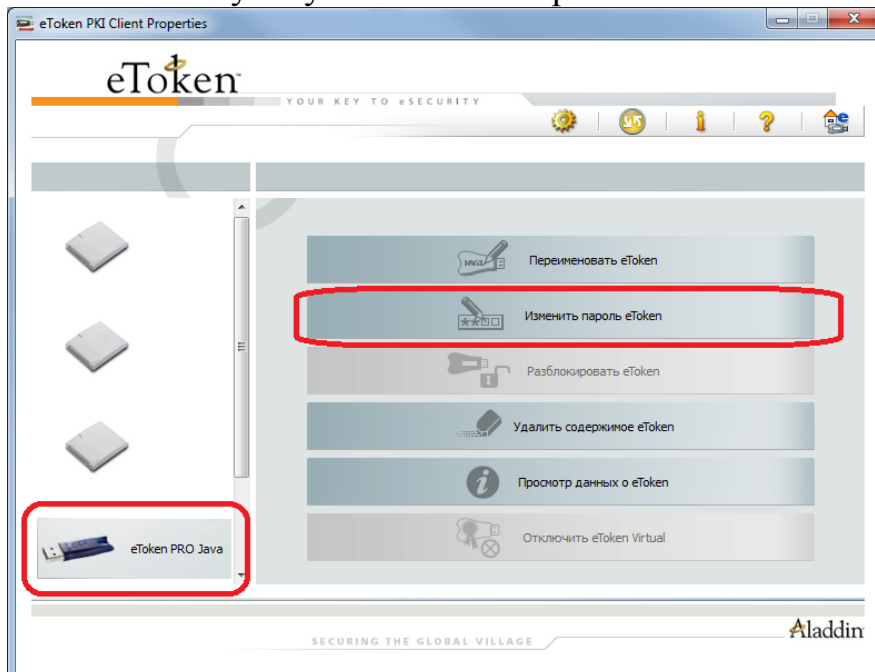 eToken PKI Client Properties
eToken
YOUR KEY TO eSECURITY
Переименовать eToken
Изменить пароль eToken
Разблокировать eToken
Удалить содержимое eToken
Просмотр данных о eToken
eToken PRO Java
Отключить eToken Virtual
SECURING THE GLOBAL VILLAGE
Aladdin